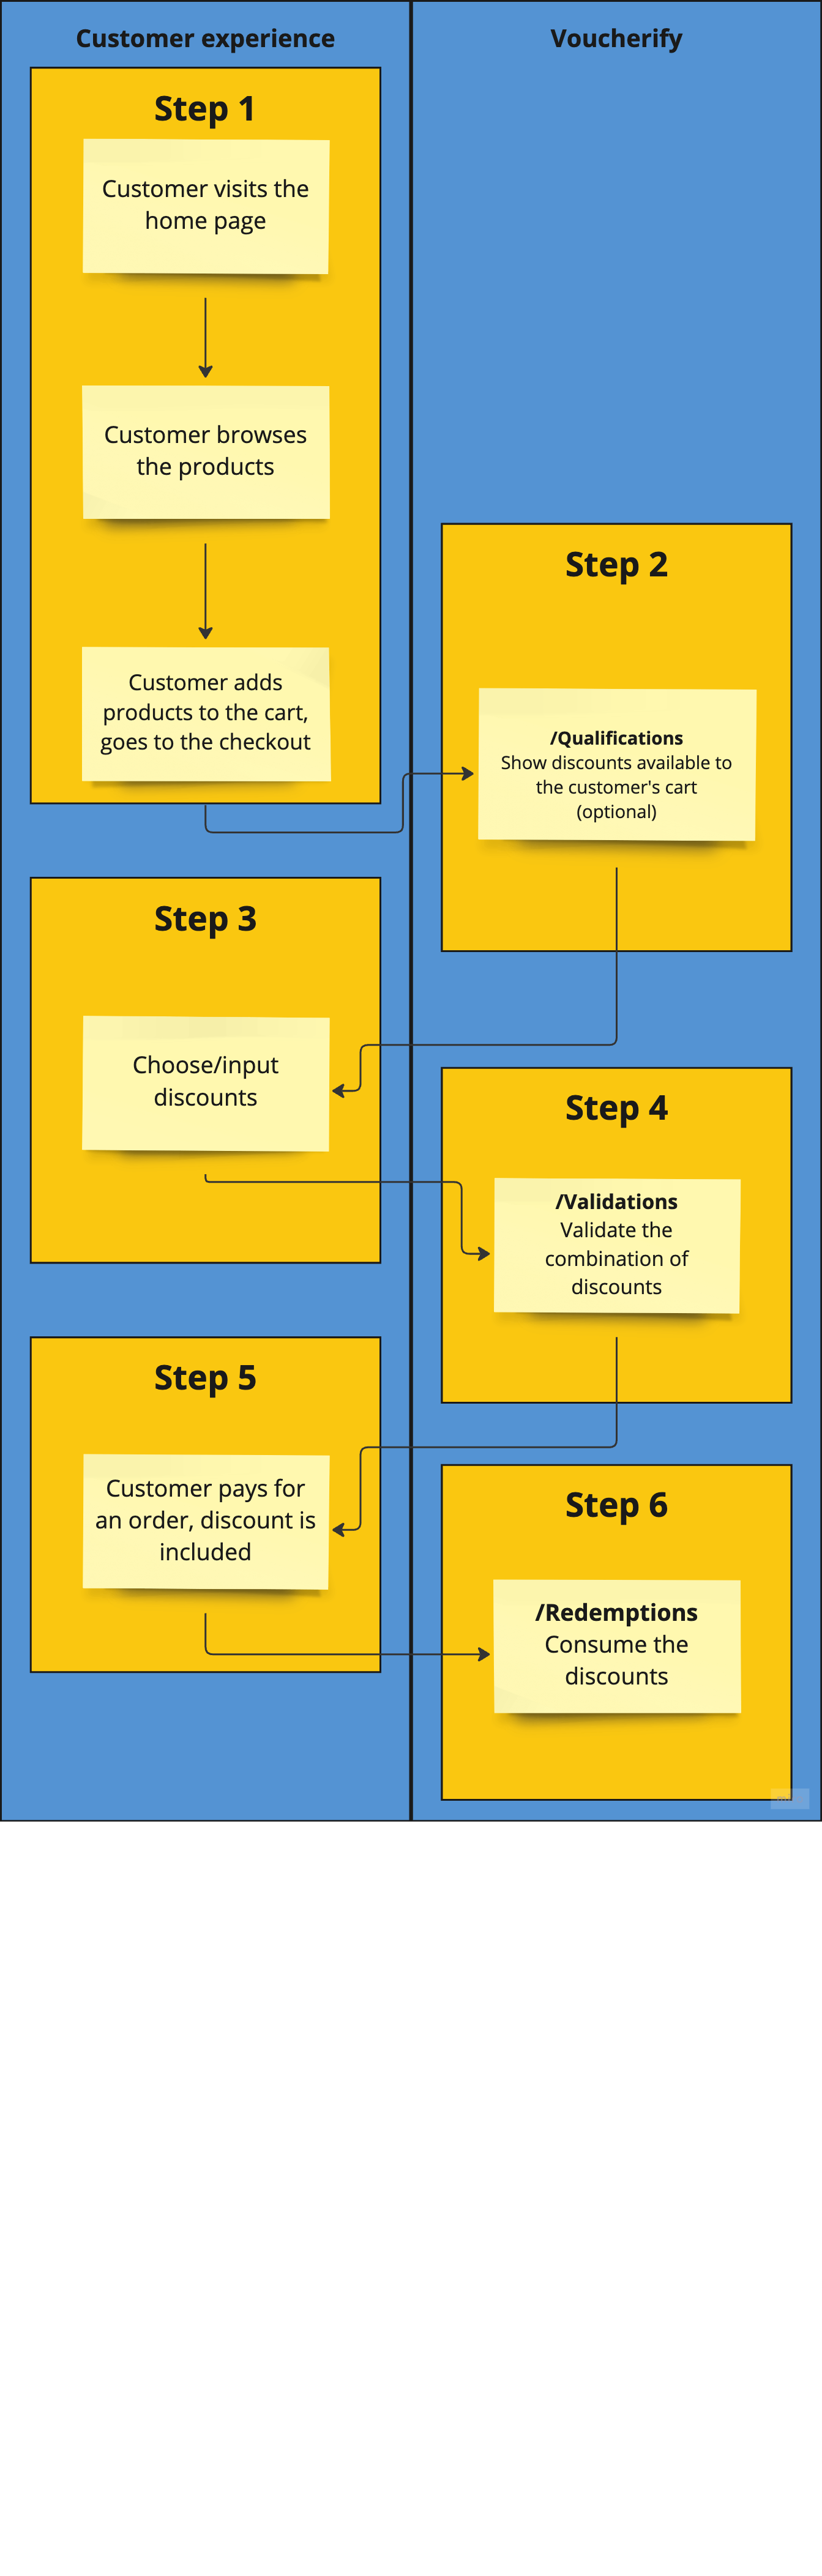 Customer experience
Voucherify
Step 1
Customer visits the
home page
Customer browses
the products
Customer adds
products to the cart,
goes to the checkout
Step 2
/Qualifications
Show discounts available to
the customer's cart
(optional)
Step 3
Choose/input
discounts
Step 4
/Validations
Validate the
combination of
discounts
Step 5
Customer pays for
an order, discount is
included
Step 6
/Redemptions
Consume the
discounts